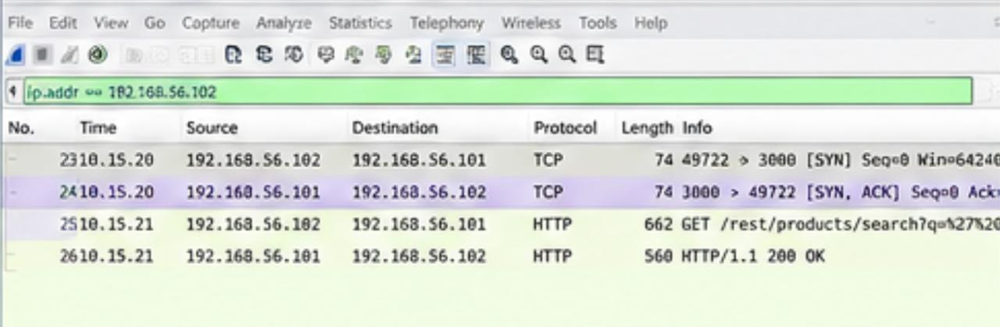 File Edit View Go Capture Analyze Statistics Telephony Wireless Tools Help
ip.addr == 192.168.56.102
No. Time Source Destination Protocol Length Info
23 10.15.20 192.168.56.102 192.168.56.101 TCP 74 49722 > 3000 [SYN] Seq=0 Win=64240
24 10.15.20 192.168.56.101 192.168.56.102 TCP 74 3000 > 49722 [SYN, ACK] Seq=0 Ack=
25 10.15.21 192.168.56.102 192.168.56.101 HTTP 662 GET /rest/products/search?q=%27%20
26 10.15.21 192.168.56.101 192.168.56.102 HTTP 560 HTTP/1.1 200 OK